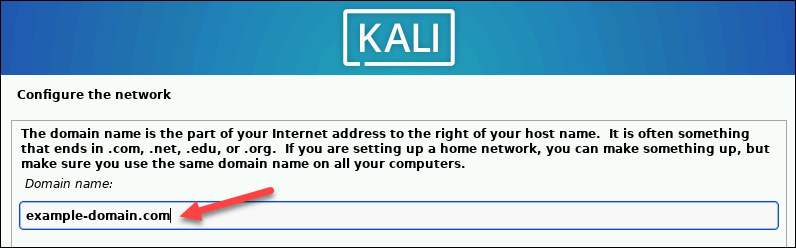 KALI
Configure the network
The domain name is the part of your Internet address to the right of your host name.  It is often something
that ends in .com, .net, .edu, or .org.  If you are setting up a home network, you can make something up, but
make sure you use the same domain name on all your computers.
Domain name:
example-domain.com